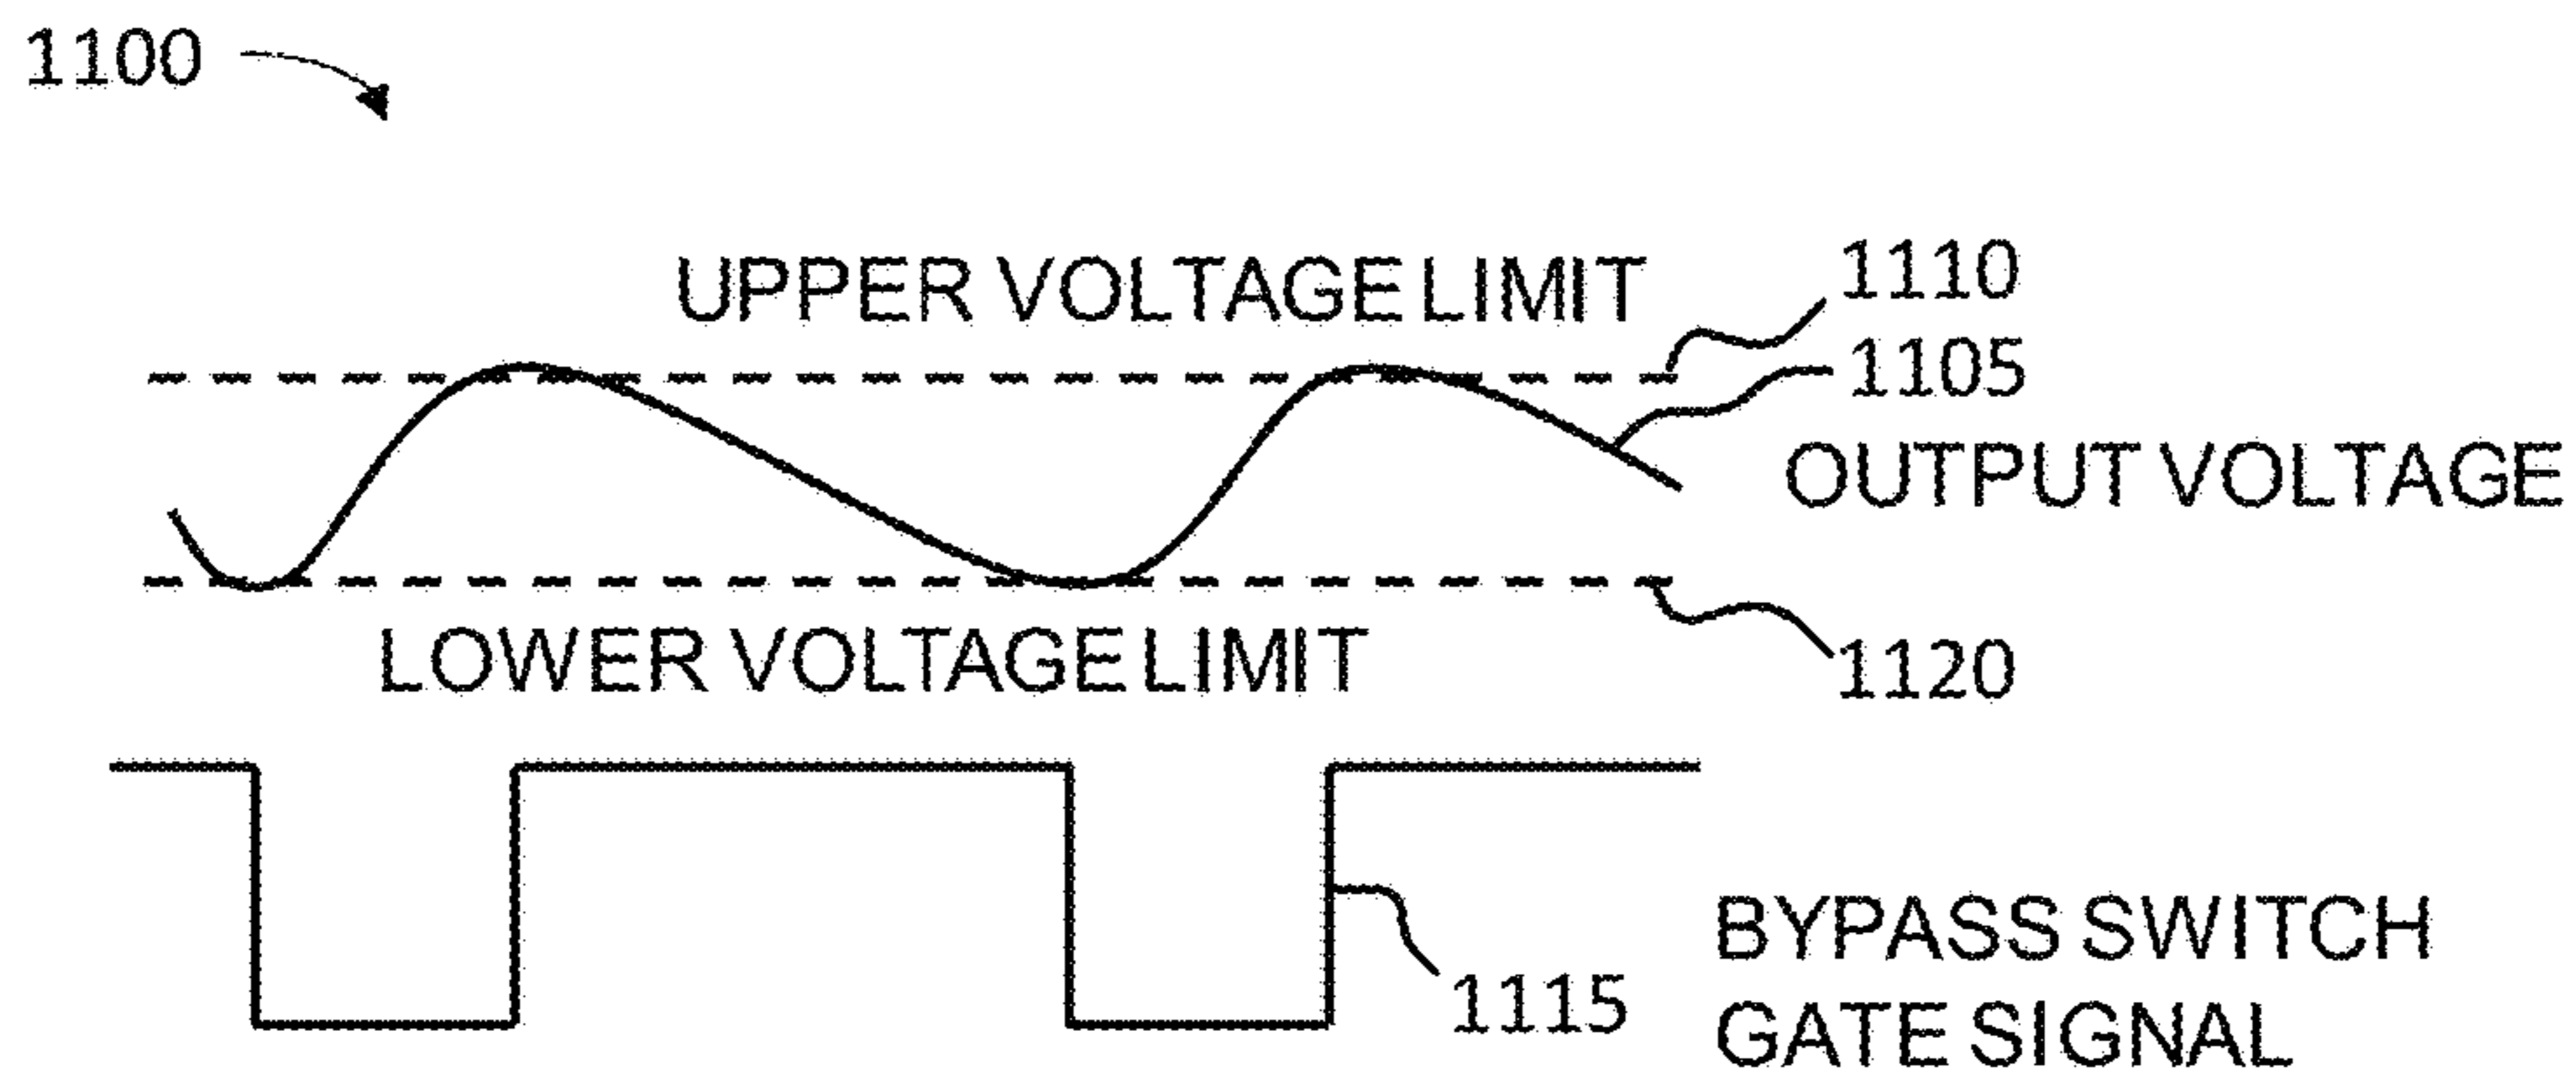 1100
UPPER VOLTAGE LIMIT
1110
1105
OUTPUT VOLTAGE
LOWER VOLTAGE LIMIT
1120
BYPASS SWITCH
1115
GATE SIGNAL